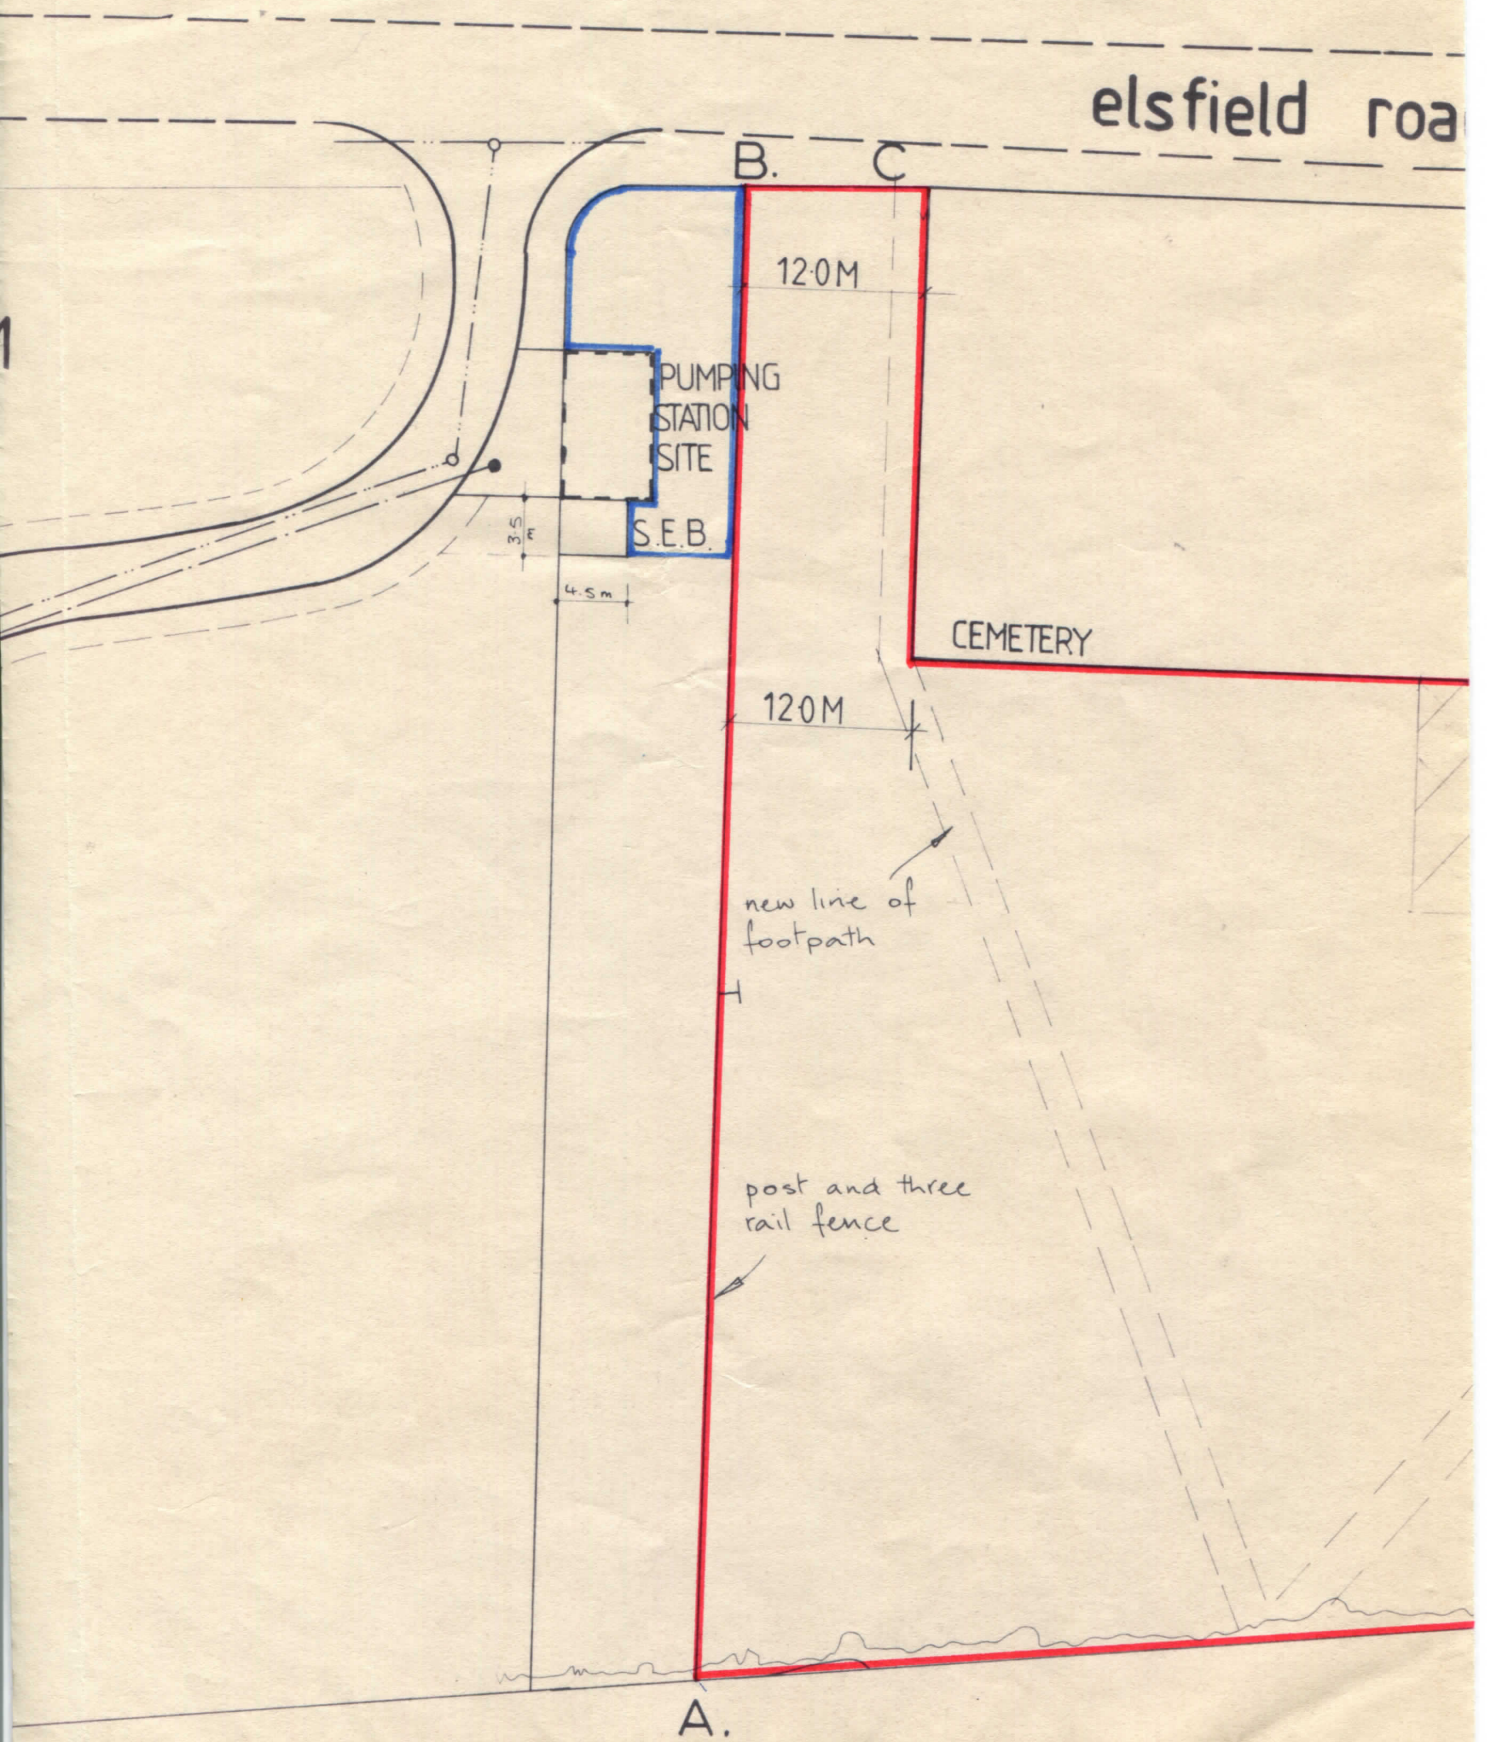 elsfield roa
B. C
12·0M
1
PUMPING
STATION
SITE
S.E.B.
3·5
m
4.5m
CEMETERY
12·0M
new line of
footpath
T
post and three
rail fence
A.